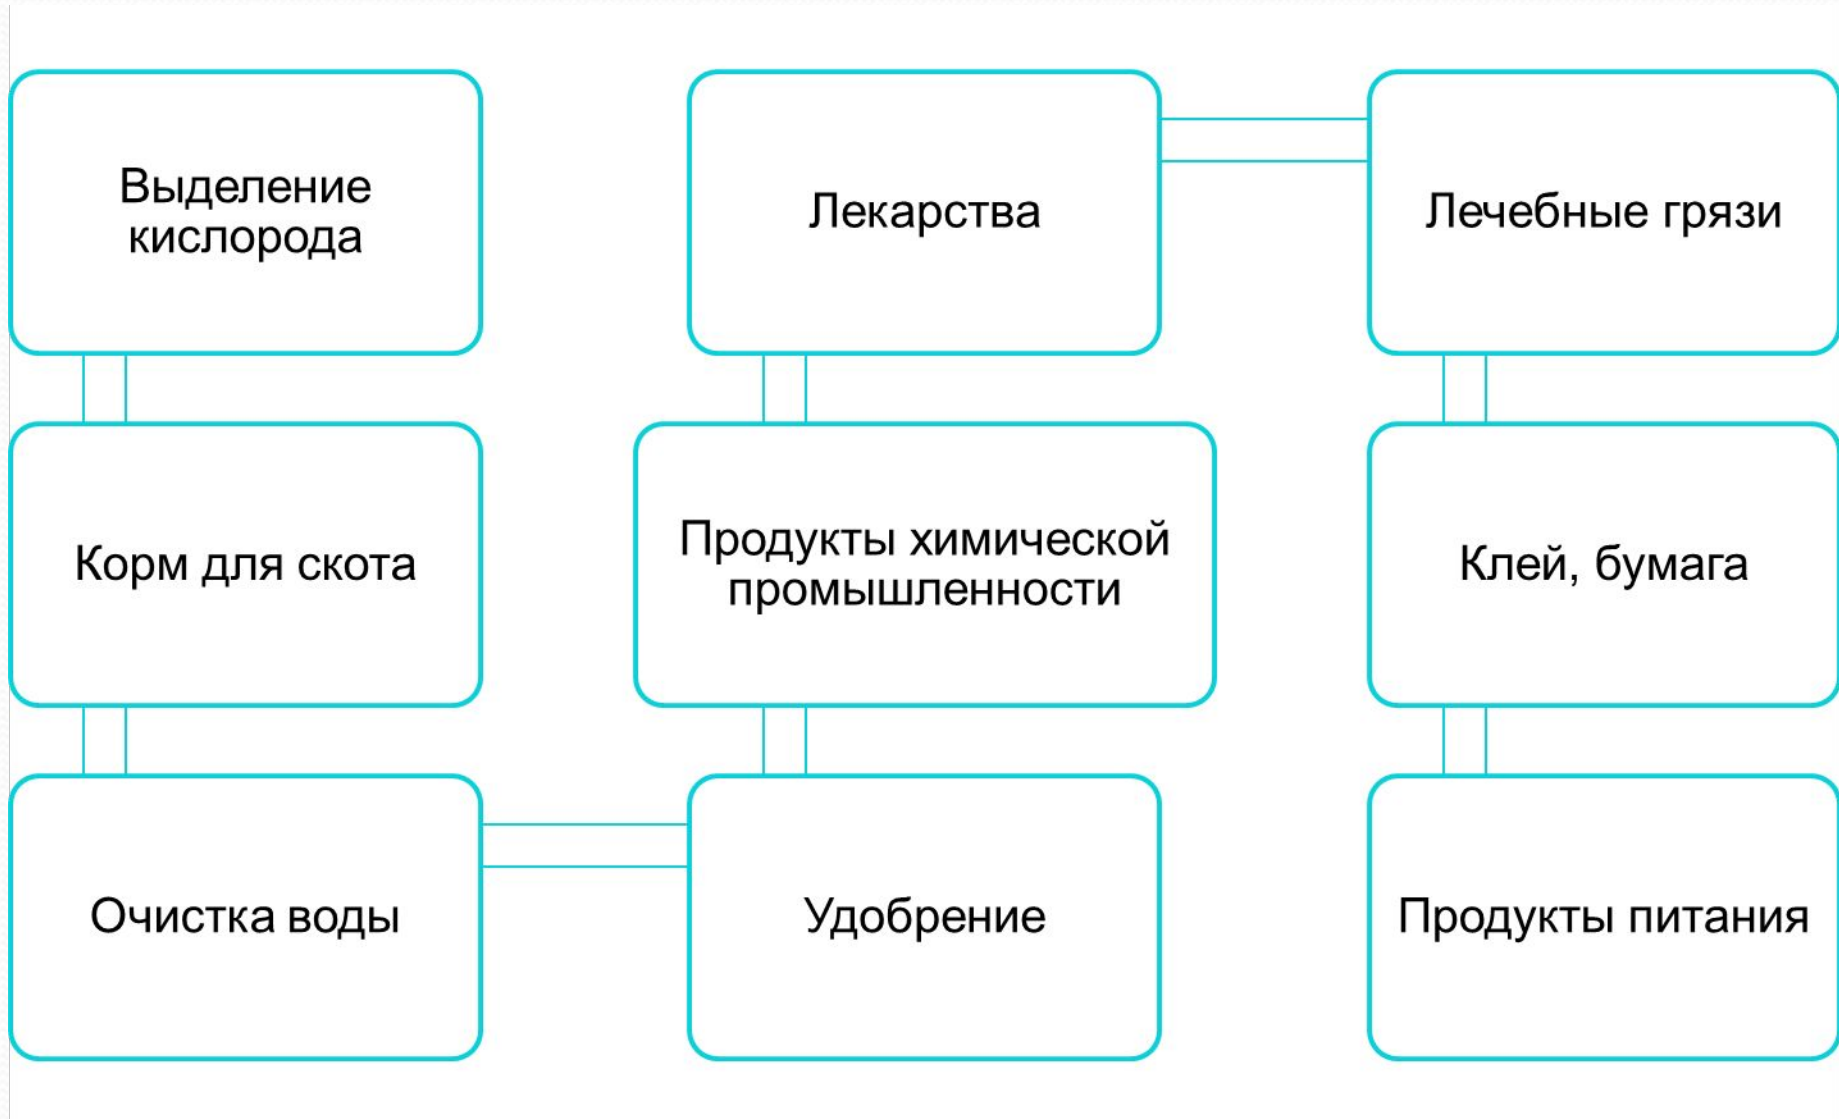 Выделение
кислорода
Корм для скота
Очистка воды
Удобрение
Продукты химической
промышленности
Лекарства
Лечебные грязи
Клей, бумага
Продукты питания